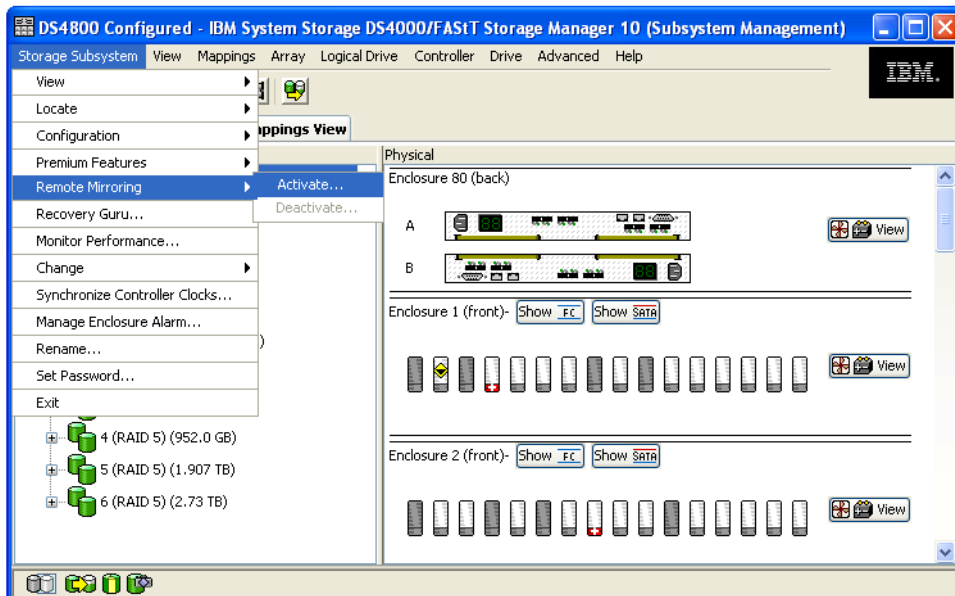 DS4800 Configured - IBM System Storage DS4000/FAStT Storage Manager 10 (Subsystem Management)
Storage Subsystem View Mappings Array Logical Drive Controller Drive Advanced Help
IBM.
View
Locate
Configuration
Premium Features
Remote Mirroring
Recovery Guru...
Monitor Performance...
Change
Synchronize Controller Clocks...
Manage Enclosure Alarm...
Rename...
Set Password...
Exit
Activate...
Deactivate...
appings View
)
4 (RAID 5) (952.0 GB)
5 (RAID 5) (1.907 TB)
6 (RAID 5) (2.73 TB)
Physical
Enclosure 80 (back)
A
88
View
B
88
Enclosure 1 (front)- Show FC Show SATA
View
Enclosure 2 (front)- Show FC Show SATA
View